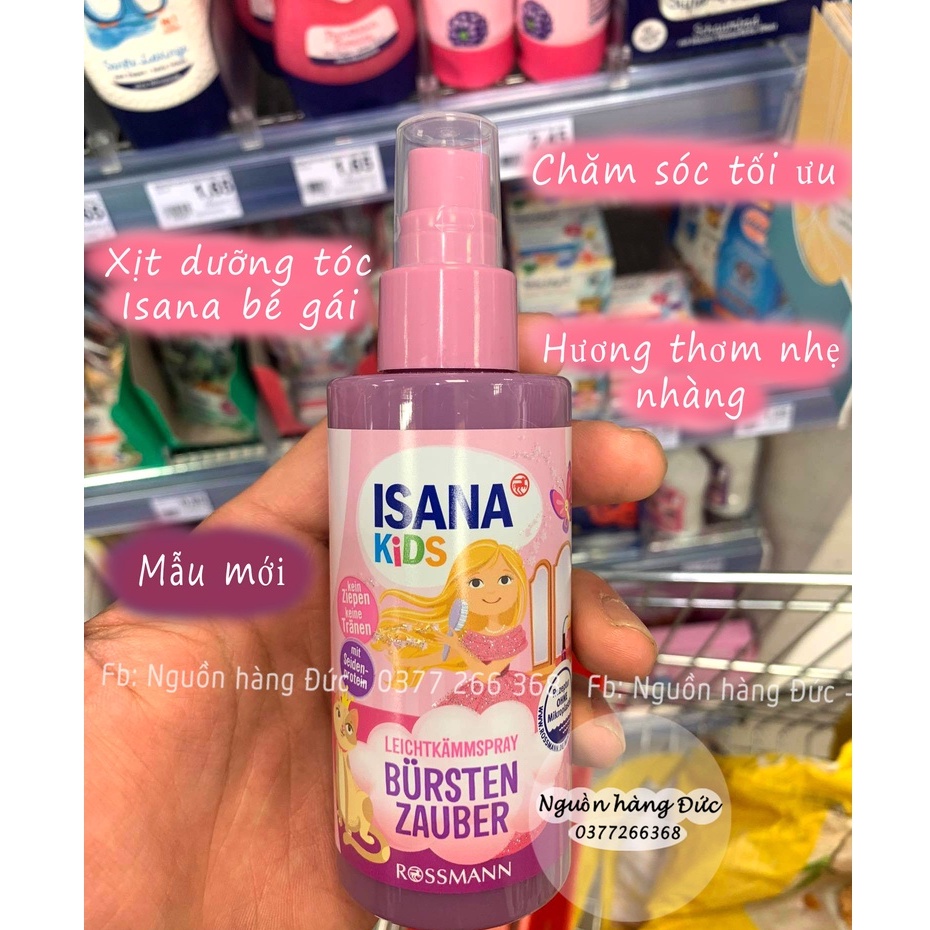 Chăm sóc tối ưu
Xịt dưỡng tóc
Isana bé gái
Hương thơm nhẹ
nhàng
Mẫu mới
1.65
1.65
ISANA
KiDS
kein
Ziepen
keine
Tränen
mit
Seiden-
protein
Fb: Nguồn hàng Đức - 0377 266 368
Fb: Nguồn hàng Đức -
OHNE
LEICHTKÄMMSPRAY
BÜRSTEN
ZAUBER
ROSSMANN
Nguồn hàng Đức
0377266368